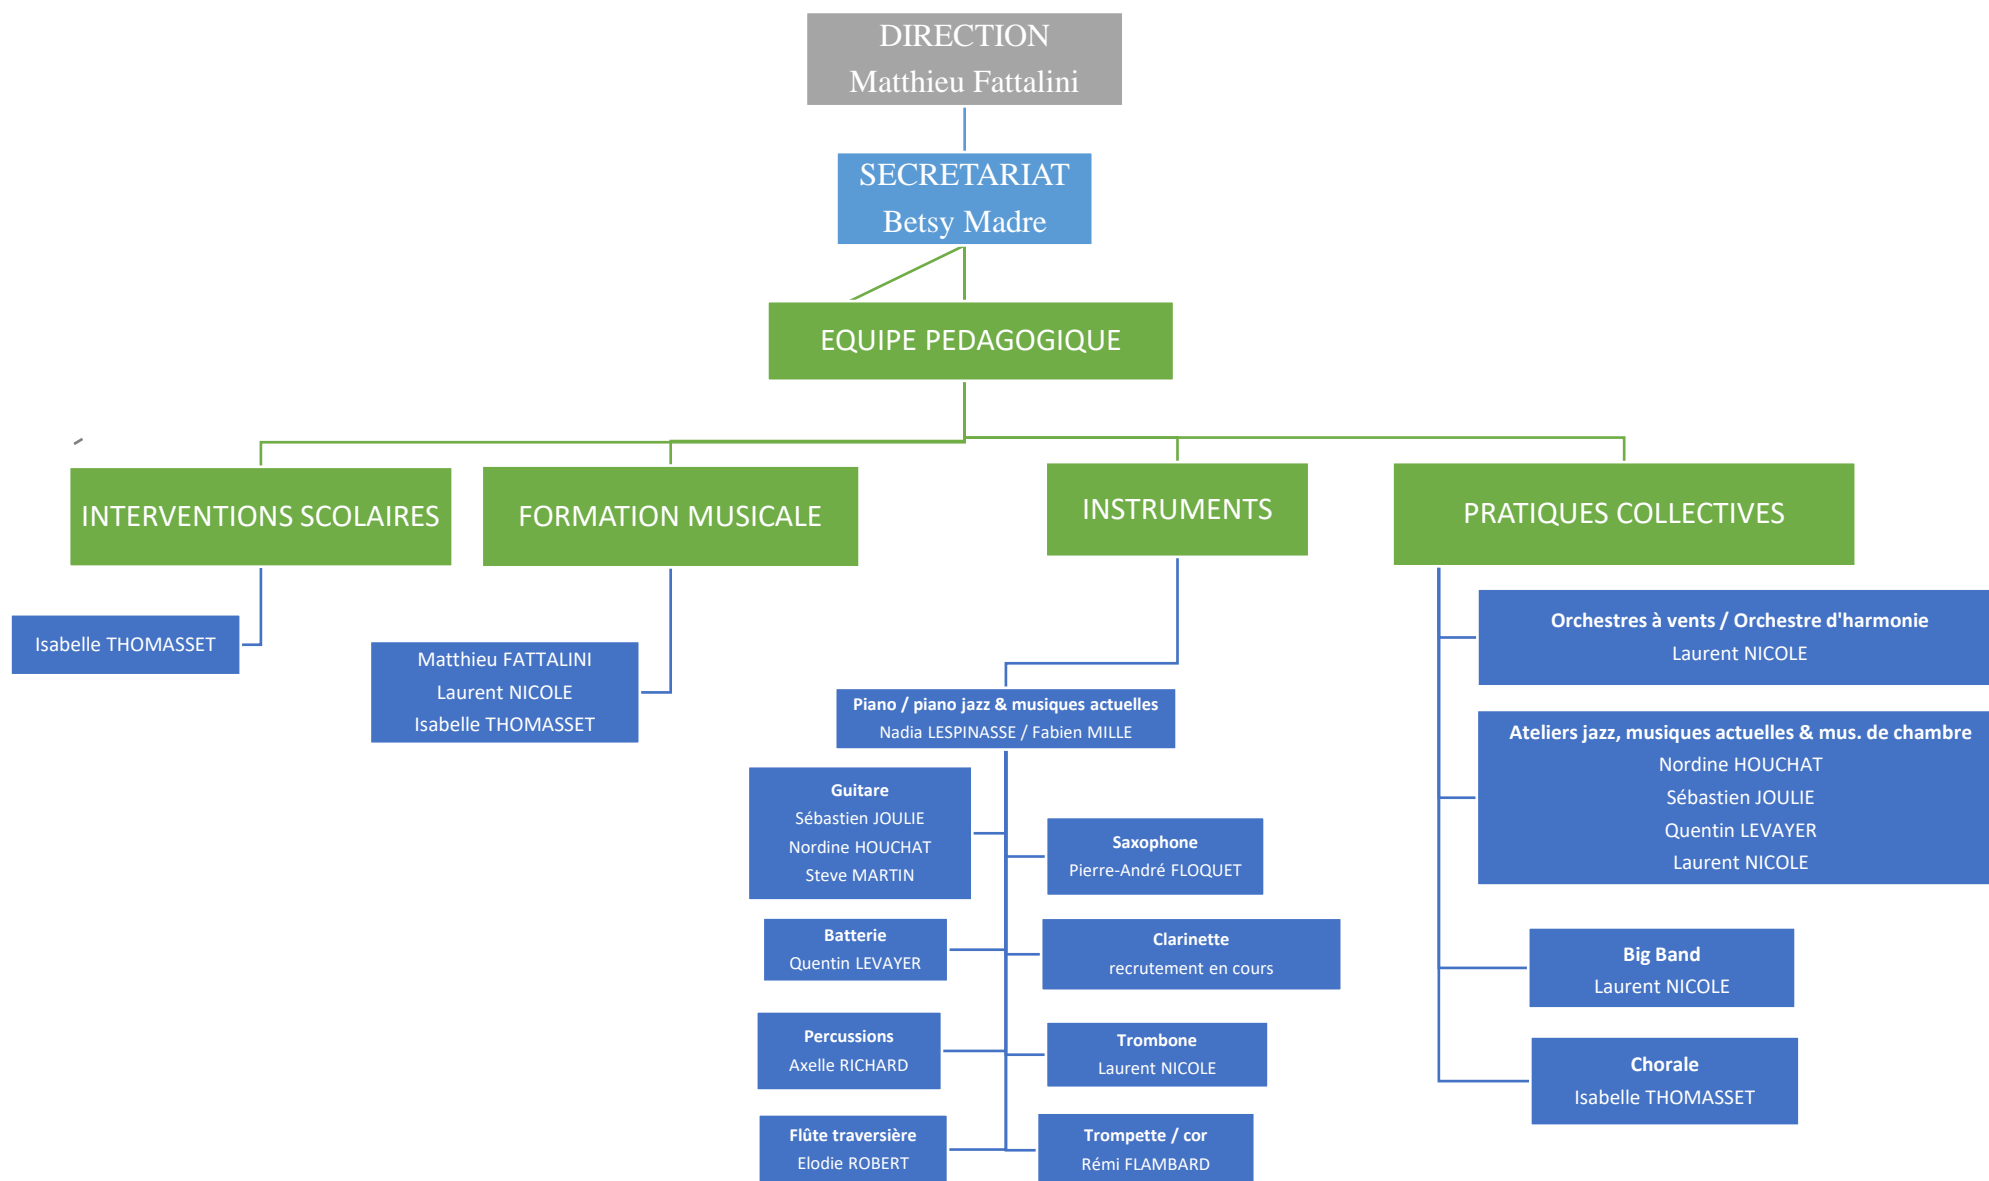 DIRECTION
Matthieu Fattalini
SECRETARIAT
Betsy Madre
EQUIPE PEDAGOGIQUE
INTERVENTIONS SCOLAIRES
Isabelle THOMASSET
FORMATION MUSICALE
Matthieu FATTALINI
Laurent NICOLE
Isabelle THOMASSET
INSTRUMENTS
Piano / piano jazz & musiques actuelles
Nadia LESPINASSE / Fabien MILLE
Guitare
Sébastien JOULIE
Nordine HOUCHAT
Steve MARTIN
Saxophone
Pierre-André FLOQUET
Batterie
Quentin LEVAYER
Clarinette
recrutement en cours
Percussions
Axelle RICHARD
Trombone
Laurent NICOLE
Flûte traversière
Elodie ROBERT
Trompette / cor
Rémi FLAMBARD
PRATIQUES COLLECTIVES
Orchestres à vents / Orchestre d'harmonie
Laurent NICOLE
Ateliers jazz, musiques actuelles & mus. de chambre
Nordine HOUCHAT
Sébastien JOULIE
Quentin LEVAYER
Laurent NICOLE
Big Band
Laurent NICOLE
Chorale
Isabelle THOMASSET